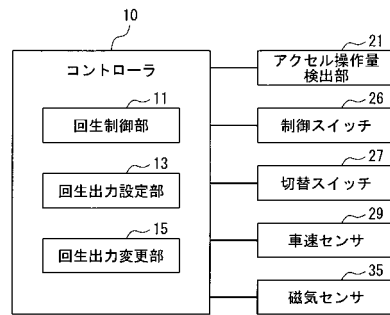 10
コントローラ
11
回生制御部
13
回生出力設定部
15
回生出力変更部
21
アクセル操作量
検出部
26
制御スイッチ
27
切替スイッチ
29
車速センサ
35
磁気センサ